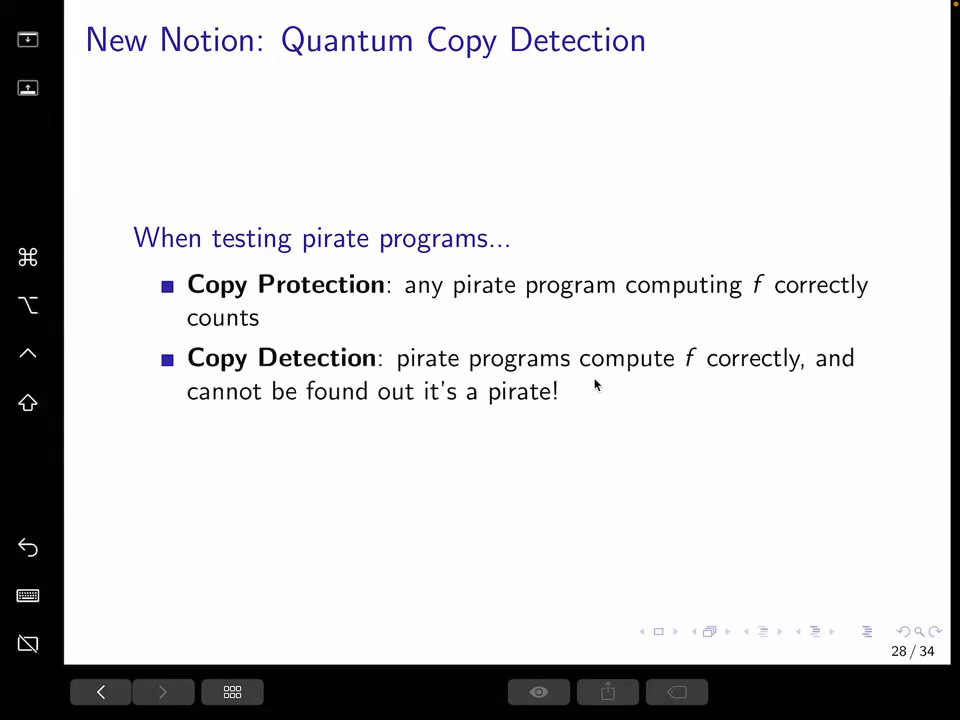 New Notion: Quantum Copy Detection
When testing pirate programs...
Copy Protection: any pirate program computing f correctly
counts
Copy Detection: pirate programs compute f correctly, and
cannot be found out it's a pirate!
28 / 34